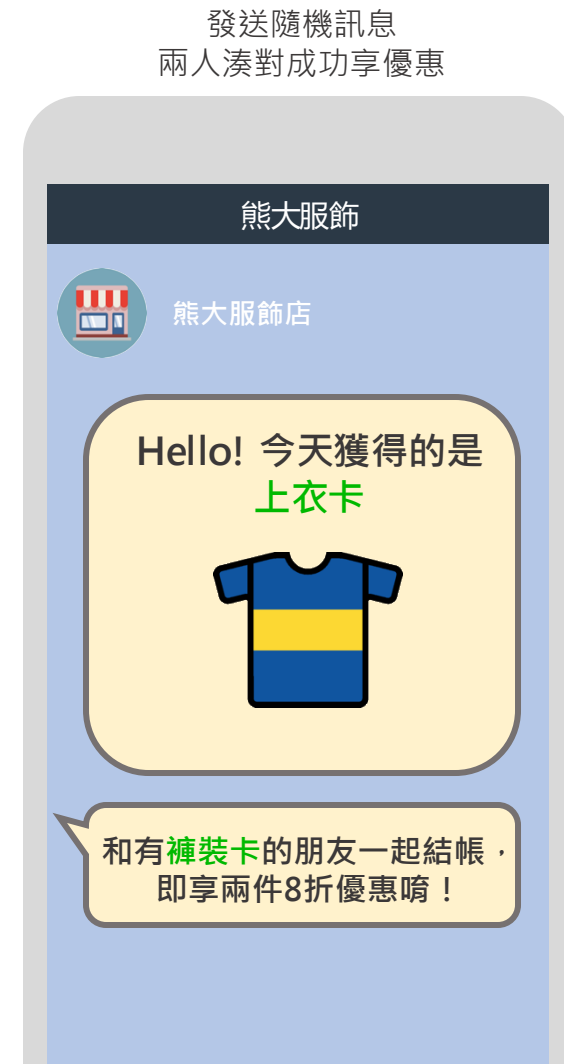 發送隨機訊息
兩人湊對成功享優惠
熊大服飾
熊大服飾店
Hello! 今天獲得的是
上衣卡
和有褲裝卡的朋友一起結帳，
即享兩件8折優惠唷！